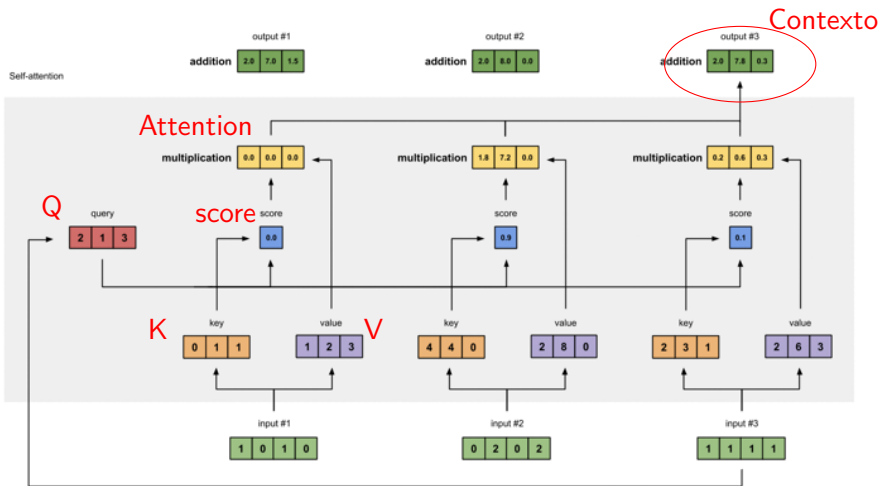 Contexto
output #1 output #2 output #3
addition 2.0 7.0 1.5 addition 2.0 8.0 0.0 addition 2.0 7.8 0.3
Self-attention
Attention
multiplication 0.0 0.0 0.0 multiplication 1.8 7.2 0.0 multiplication 0.2 0.6 0.3
Q query score score score score
2 1 3 0.0 0.9 0.1
K key value V key value key value
0 1 1 1 2 3 4 4 0 2 8 0 2 3 1 2 6 3
input #1 input #2 input #3
1 0 1 0 0 2 0 2 1 1 1 1